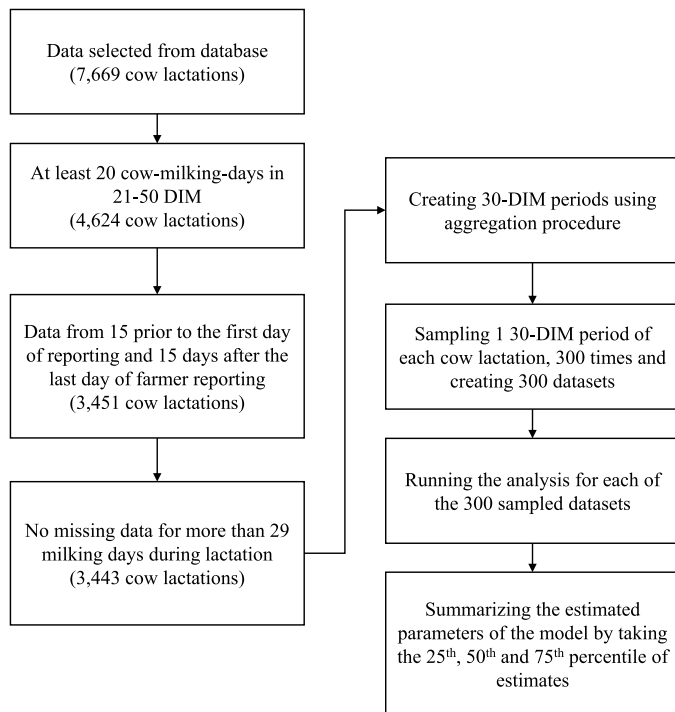 Data selected from database
(7,669 cow lactations)
At least 20 cow-milking-days in
21-50 DIM
(4,624 cow lactations)
Data from 15 prior to the first day
of reporting and 15 days after the
last day of farmer reporting
(3,451 cow lactations)
No missing data for more than 29
milking days during lactation
(3,443 cow lactations)
Creating 30-DIM periods using
aggregation procedure
Sampling 1 30-DIM period of
each cow lactation, 300 times and
creating 300 datasets
Running the analysis for each of
the 300 sampled datasets
Summarizing the estimated
parameters of the model by taking
the 25th, 50th and 75th percentile of
estimates